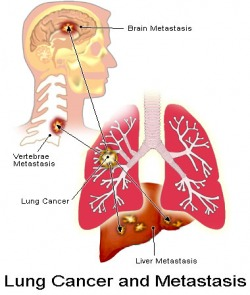 Brain Metastasis
Vertebrae
Metastasis
Lung Cancer
Liver Metastasis
Lung Cancer and Metastasis